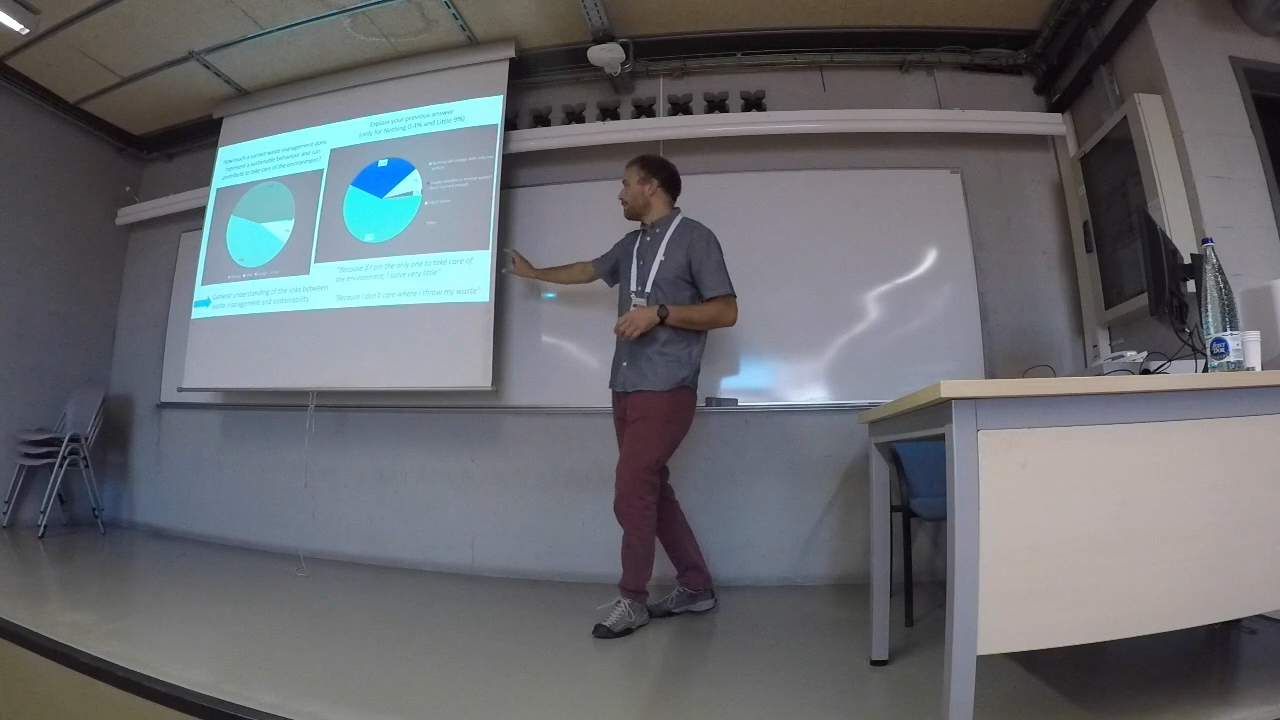 Explain your previous answer
(only for Nothing 0.4% and Little 9%)
How much a correct waste management does
represent a sustainable behaviour and can
contribute to take care of the environment?
"Because if I am the only one to take care of
the environment, I solve very little"
"Because I don't care where I throw my waste"
General understanding of the links between
waste management and sustainability